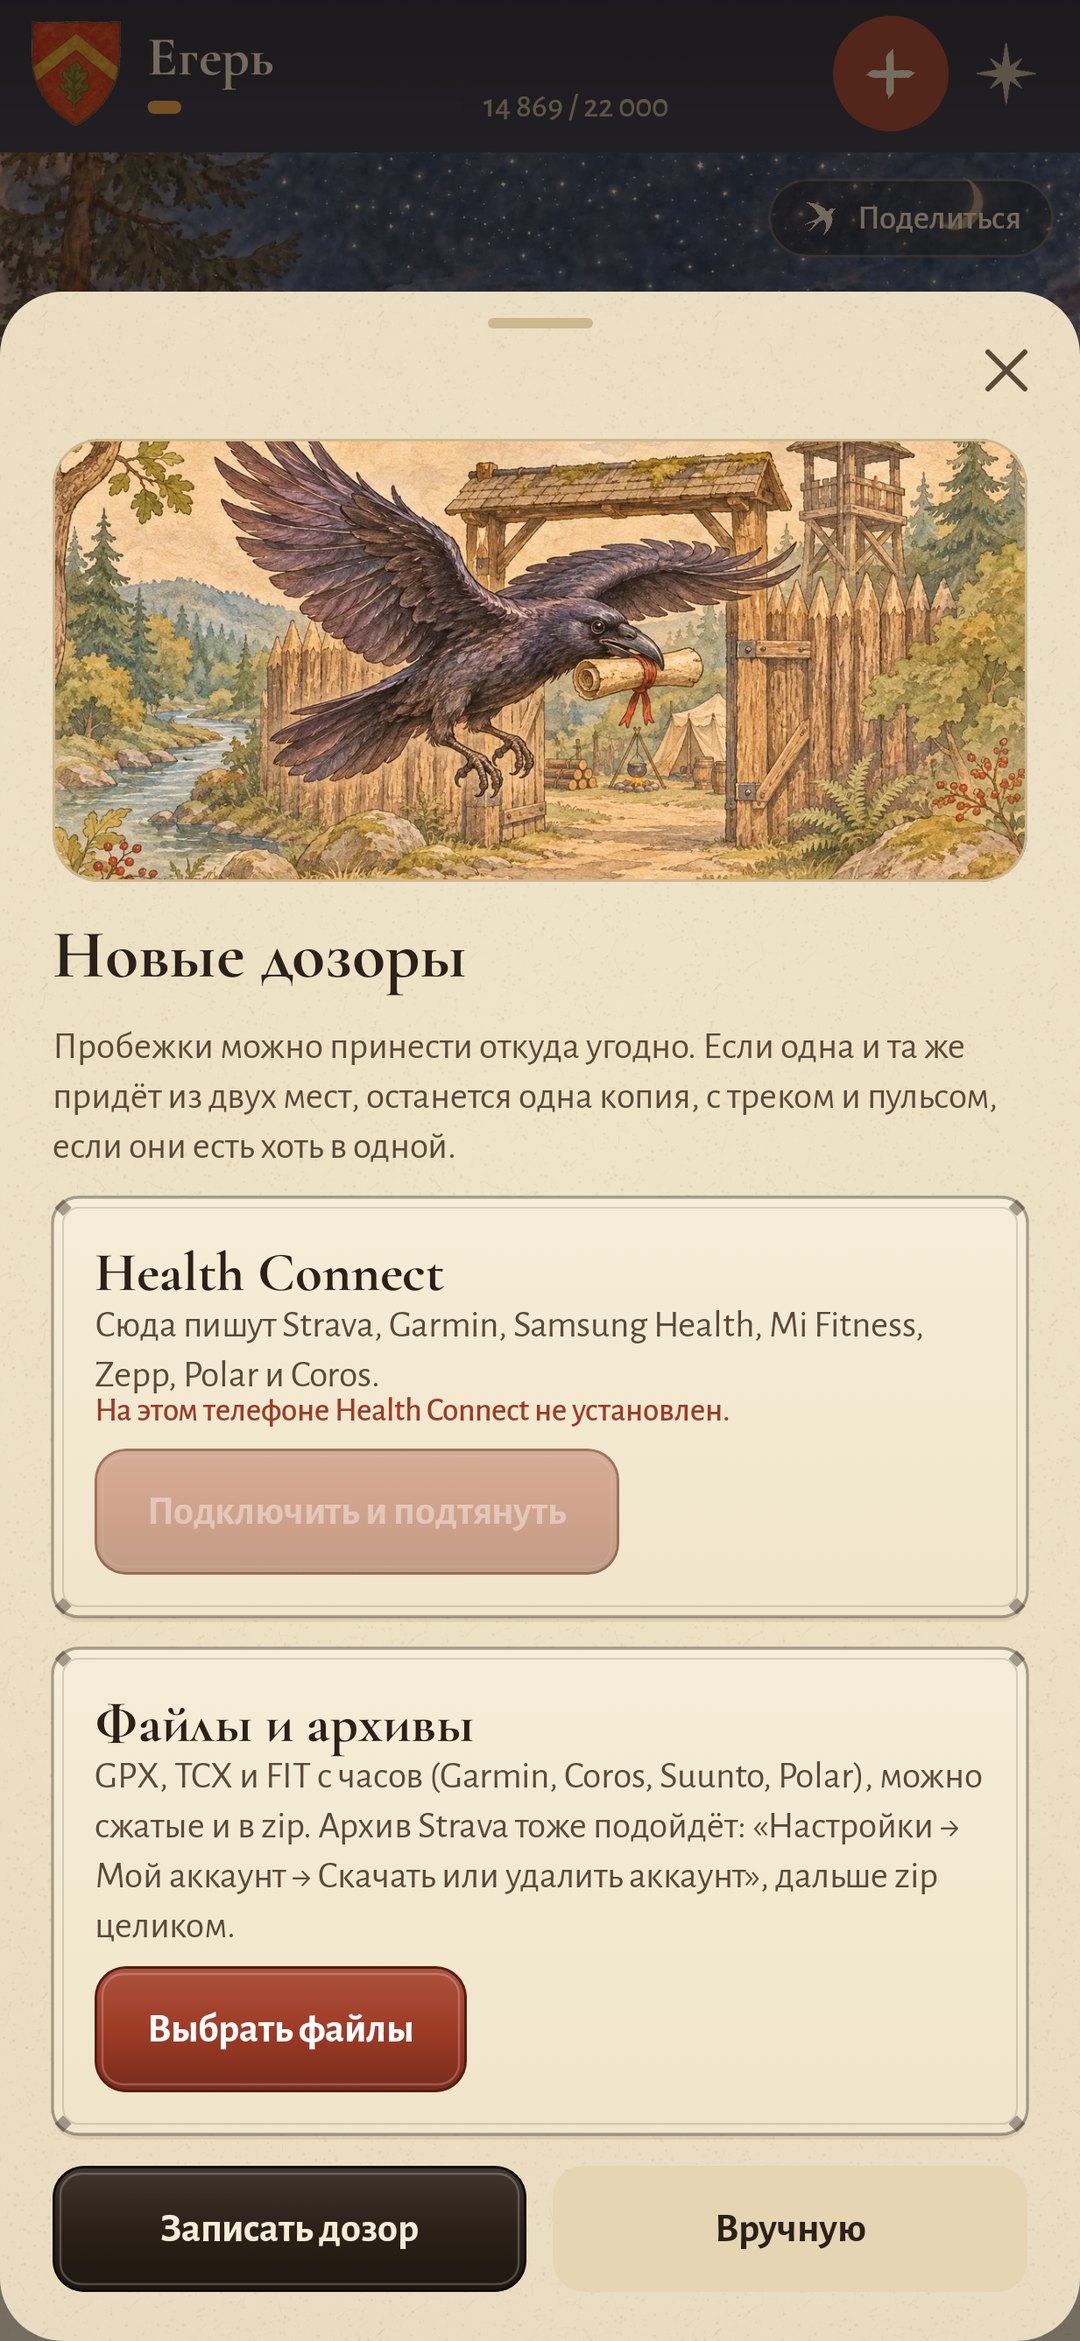 Егерь
14 869 / 22 000
Поделиться
Новые дозоры
Пробежки можно принести откуда угодно. Если одна и та же
придёт из двух мест, останется одна копия, с треком и пульсом,
если они есть хоть в одной.
Health Connect
Сюда пишут Strava, Garmin, Samsung Health, Mi Fitness,
Zepp, Polar и Coros.
На этом телефоне Health Connect не установлен.
Подключить и подтянуть
Файлы и архивы
GPX, TCX и FIT с часов (Garmin, Coros, Suunto, Polar), можно
сжатые и в zip. Архив Strava тоже подойдёт: «Настройки →
Мой аккаунт → Скачать или удалить аккаунт», дальше zip
целиком.
Выбрать файлы
Записать дозор
Вручную